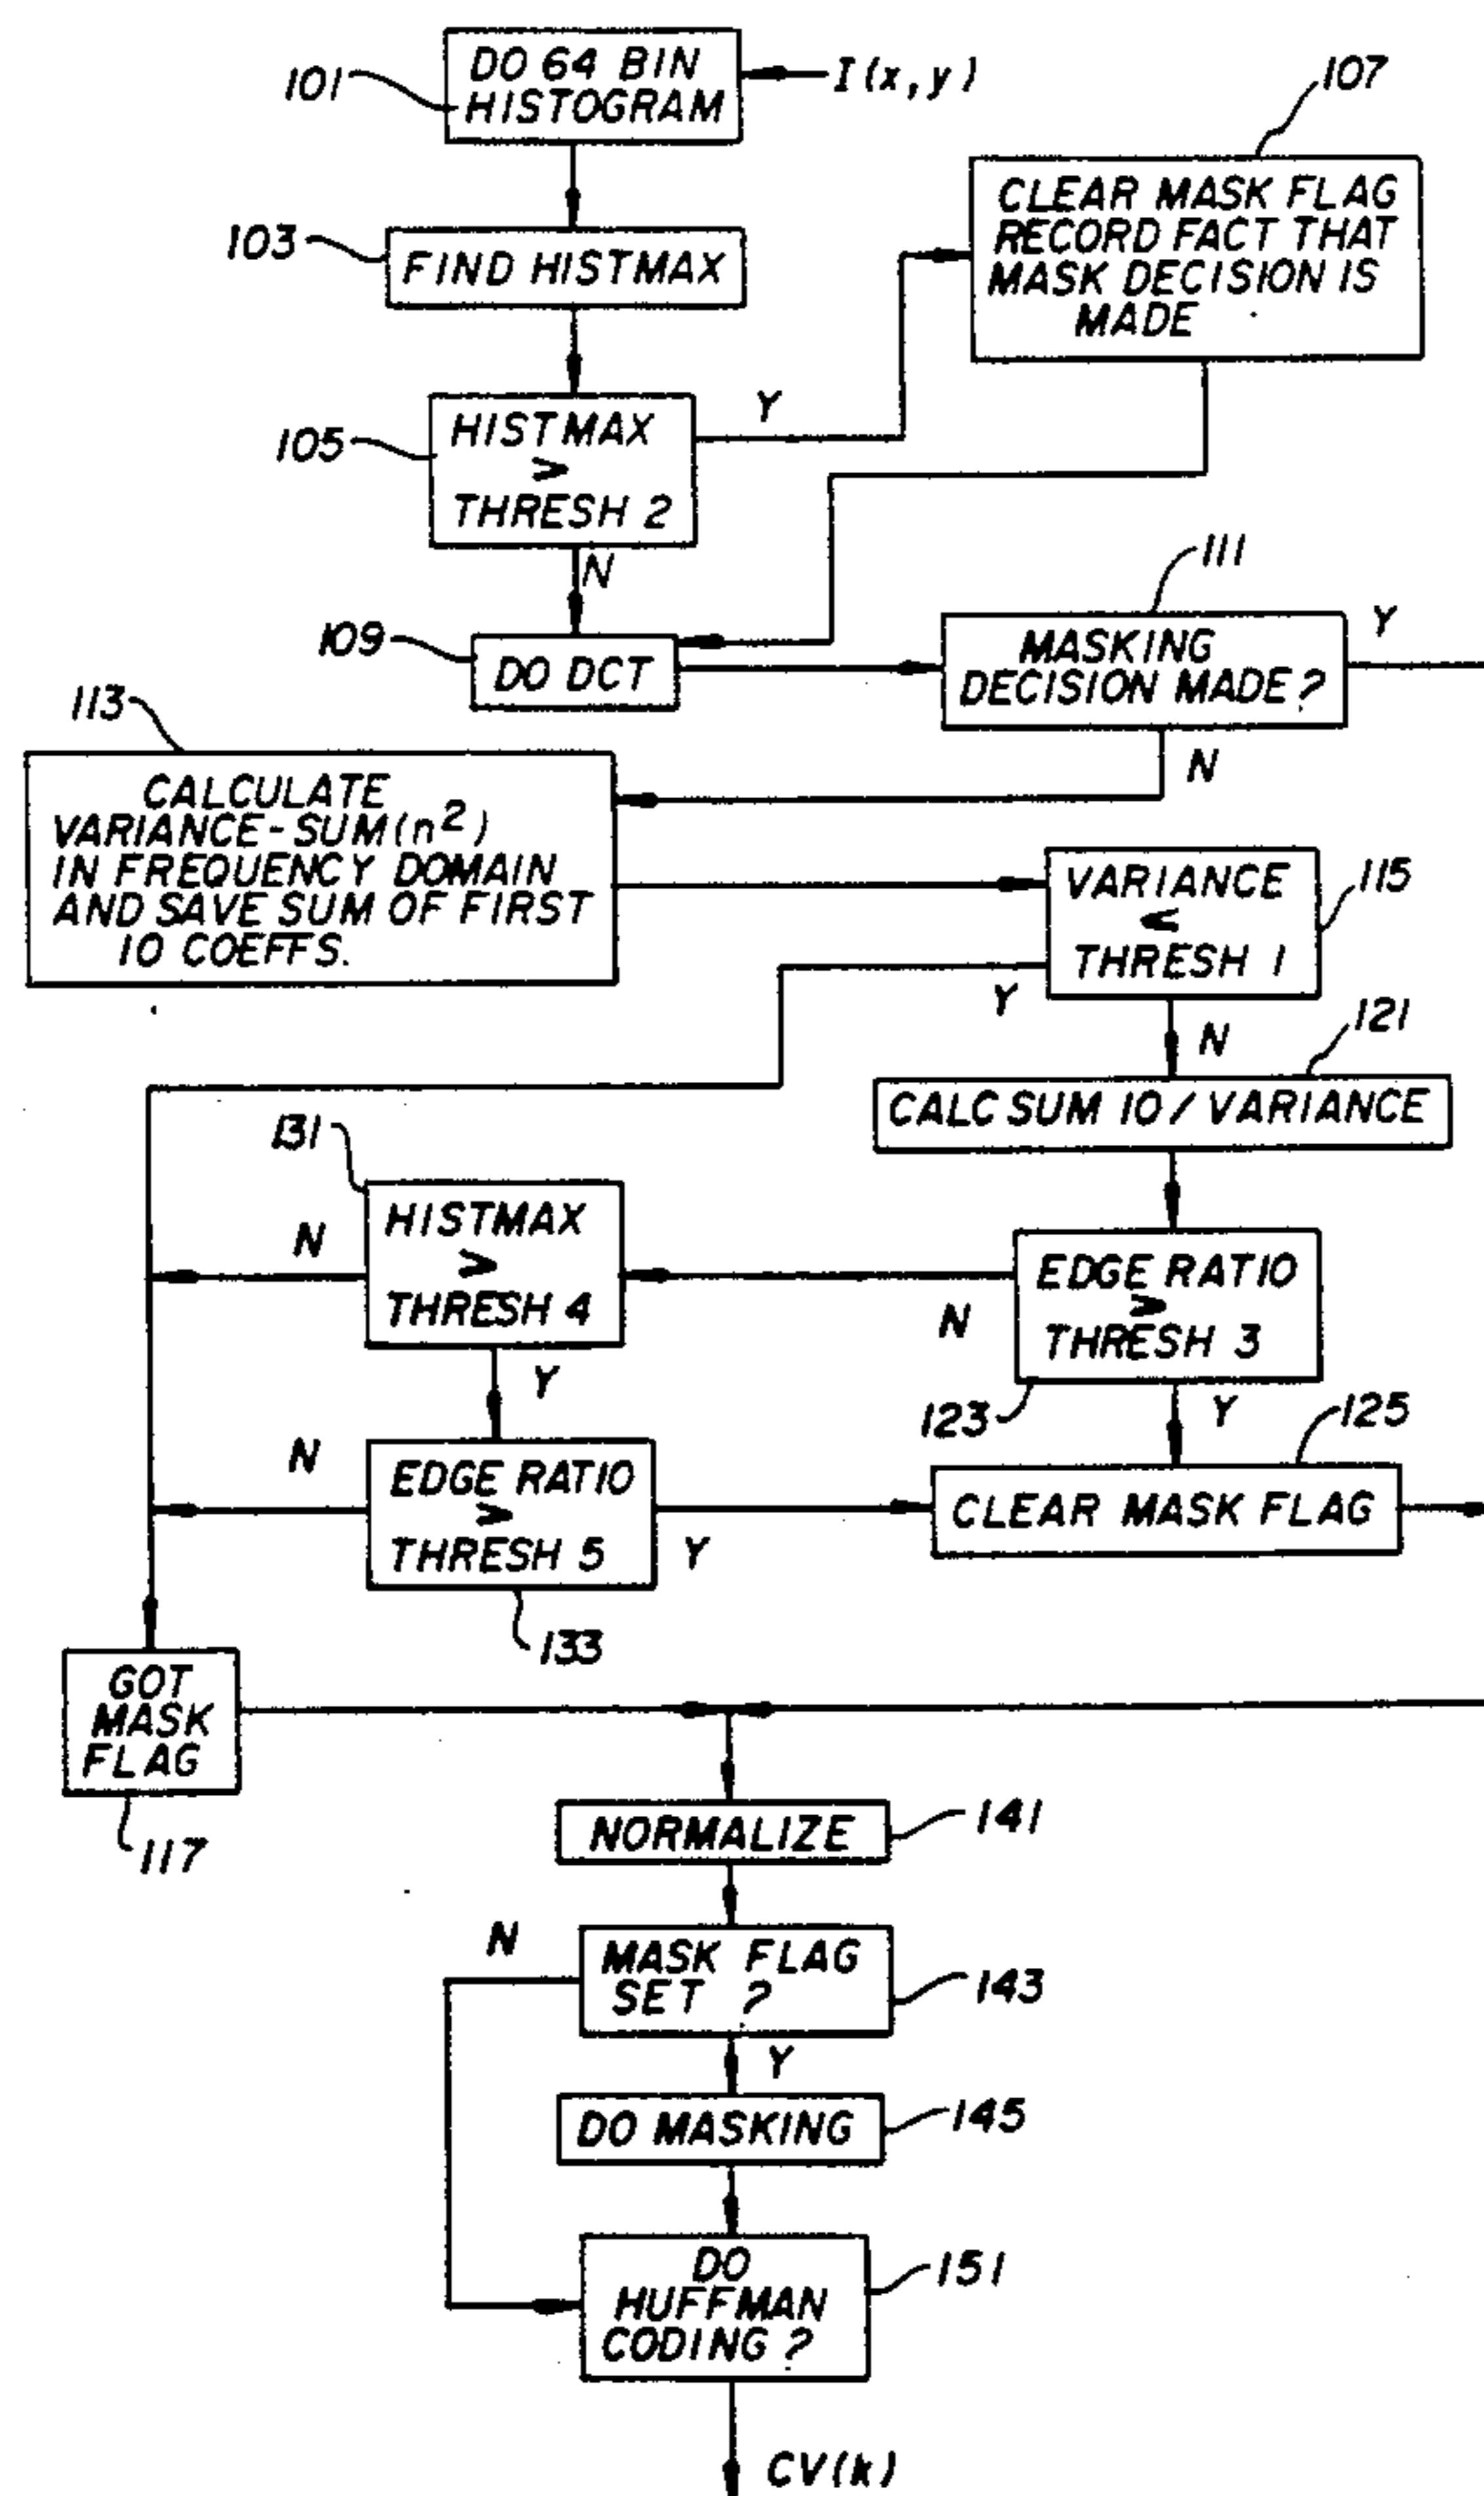 DO 64 BIN
HISTOGRAM
I(x,y)
101
107
CLEAR MASK FLAG
RECORD FACT THAT
MASK DECISION IS
MADE
103
FIND HISTMAX
105
HISTMAX
>
THRESH 2
Y
N
111
109
DO DCT
MASKING
DECISION MADE?
Y
N
113
CALCULATE
VARIANCE-SUM(n²)
IN FREQUENCY DOMAIN
AND SAVE SUM OF FIRST
10 COEFFS.
VARIANCE
<
THRESH 1
115
Y
N
121
CALC SUM 10/VARIANCE
131
HISTMAX
>
THRESH 4
N
Y
EDGE RATIO
>
THRESH 3
N
123
Y
125
N
EDGE RATIO
>
THRESH 5
Y
133
CLEAR MASK FLAG
GOT
MASK
FLAG
117
NORMALIZE
141
N
MASK FLAG
SET ?
143
Y
DO MASKING
145
DO
HUFFMAN
CODING?
151
CV(k)